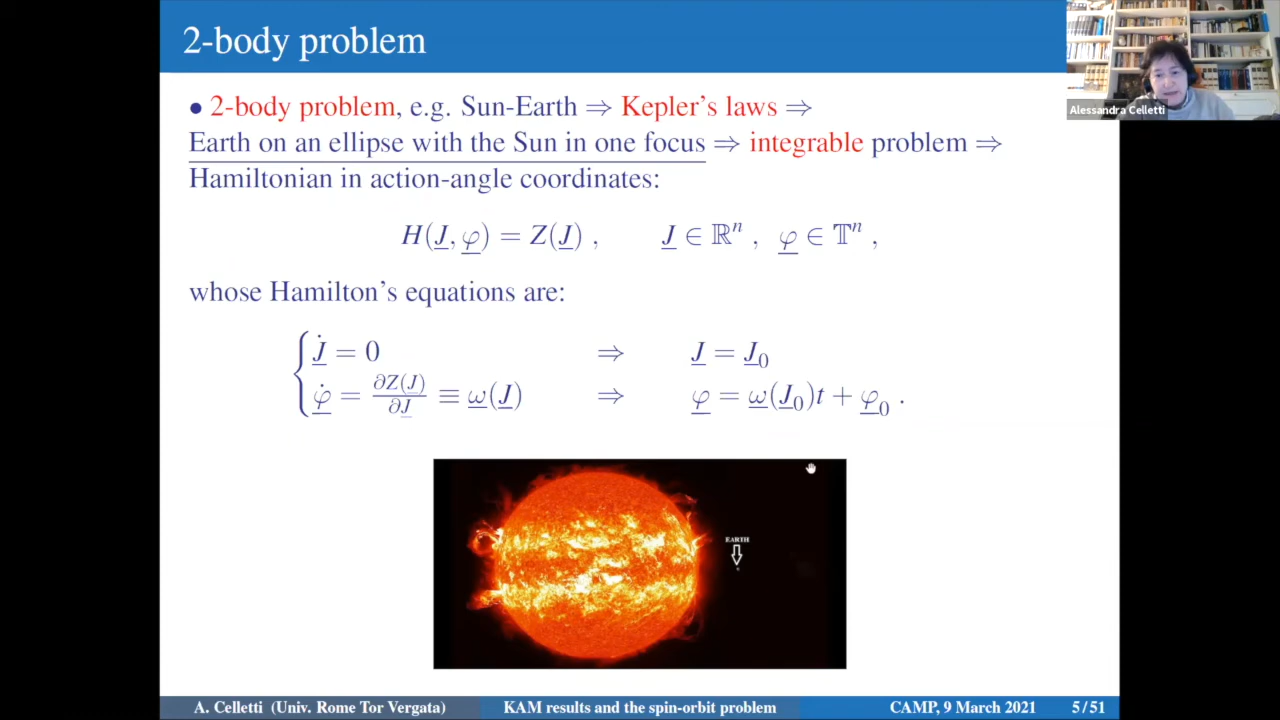 2-body problem
Alessandra Celletti
• 2-body problem, e.g. Sun-Earth ⇒ Kepler's laws ⇒
Earth on an ellipse with the Sun in one focus ⇒ integrable problem ⇒
Hamiltonian in action-angle coordinates:
H(J, φ) = Z(J) , J ∈ ℝⁿ , φ ∈ 𝕋ⁿ ,
whose Hamilton's equations are:
J̇ = 0 ⇒ J = J₀
φ̇ = ∂Z(J)/∂J ≡ ω(J) ⇒ φ = ω(J₀)t + φ₀ .
EARTH
A. Celletti (Univ. Rome Tor Vergata) KAM results and the spin-orbit problem CAMP, 9 March 2021 5/51